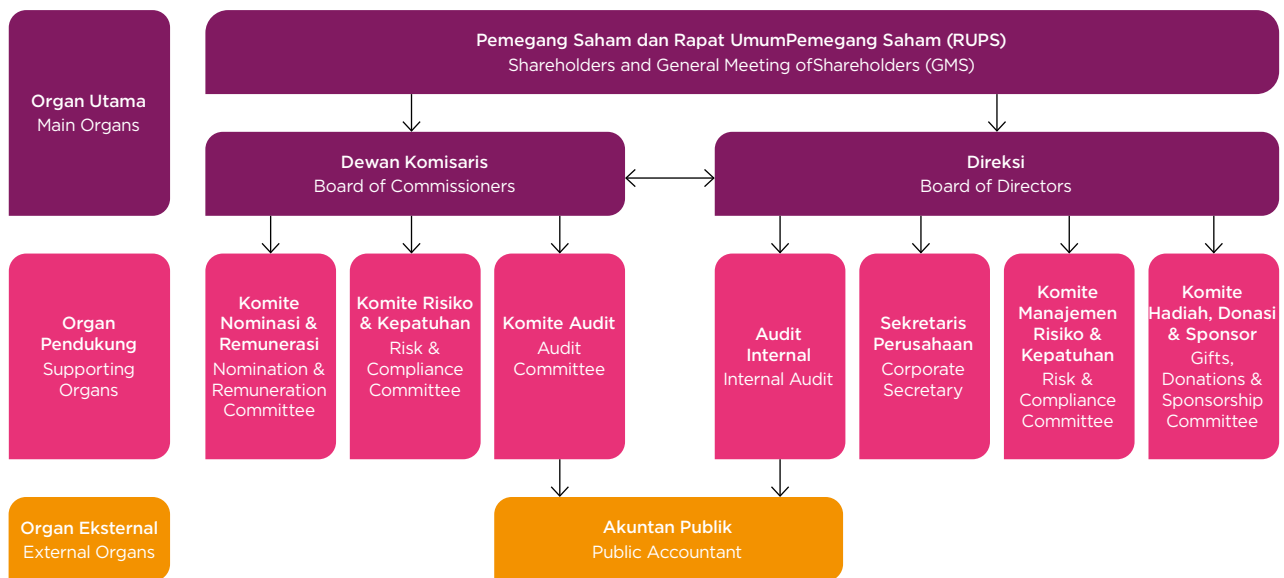 Organ Utama
Main Organs
Pemegang Saham dan Rapat UmumPemegang Saham (RUPS)
Shareholders and General Meeting ofShareholders (GMS)
Dewan Komisaris
Board of Commissioners
Direksi
Board of Directors
Organ
Pendukung
Supporting
Organs
Komite
Nominasi &
Remunerasi
Nomination &
Remuneration
Committee
Komite Risiko
& Kepatuhan
Risk &
Compliance
Committee
Komite Audit
Audit
Committee
Audit
Internal
Internal Audit
Sekretaris
Perusahaan
Corporate
Secretary
Komite
Manajemen
Risiko
& Kepatuhan
Risk &
Compliance
Committee
Komite
Hadiah, Donasi
& Sponsor
Gifts,
Donations &
Sponsorship
Committee
Organ Eksternal
External Organs
Akuntan Publik
Public Accountant